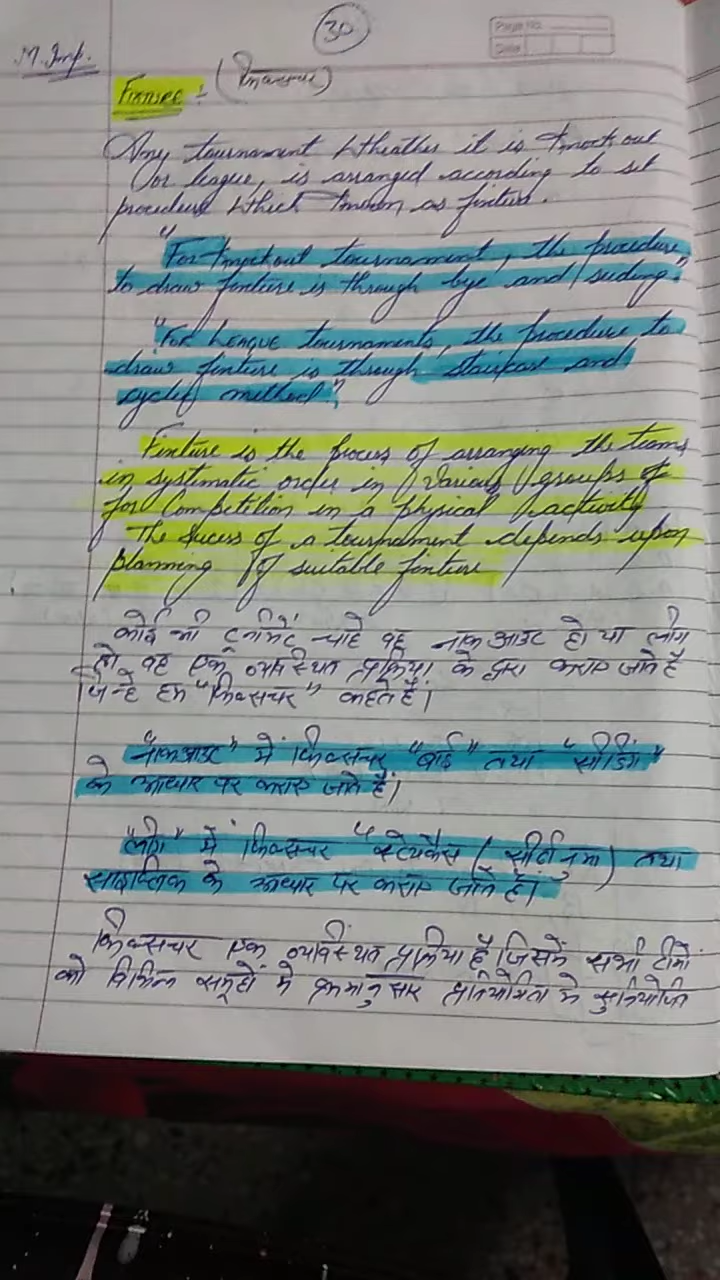 30
Page No.
Date
M. Imp.
Fixture :- (फिक्सचर)
Any tournament whether it is knockout
or league, is arranged according to set
procedure which known as fixture.
"For knockout tournament, the procedure
to draw fixture is through bye and seeding."
"For League tournaments, the procedure to
draw fixture is through staircase and
cyclic method."
Fixture is the process of arranging the teams
in systematic order in various groups of
for Competition in a physical activity
The sucess of a tournament depends upon
planning of suitable fixture
कोई भी टूर्नामेंट चाहे वह नाकआउट हो या लीग
हो वह एक व्यवस्थित प्रक्रिया के द्वारा कराए जाते है
जिन्हे हम "फिक्सचर" कहते है।
"नाकआउट" में फिक्सचर "बाई" तथा "सीडिंग"
के आधार पर कराए जाते हैं।
"लीग" में फिक्सचर "स्टेयरकेस (सीढ़ीनुमा) तथा
साइक्लिक के आधार पर कराए जाते हैं।
फिक्सचर एक व्यवस्थित प्रक्रिया है जिसमें सभी टीमों
को विभिन्न समूहों मे क्रमानुसार प्रतियोगिता मे सुनियोजि